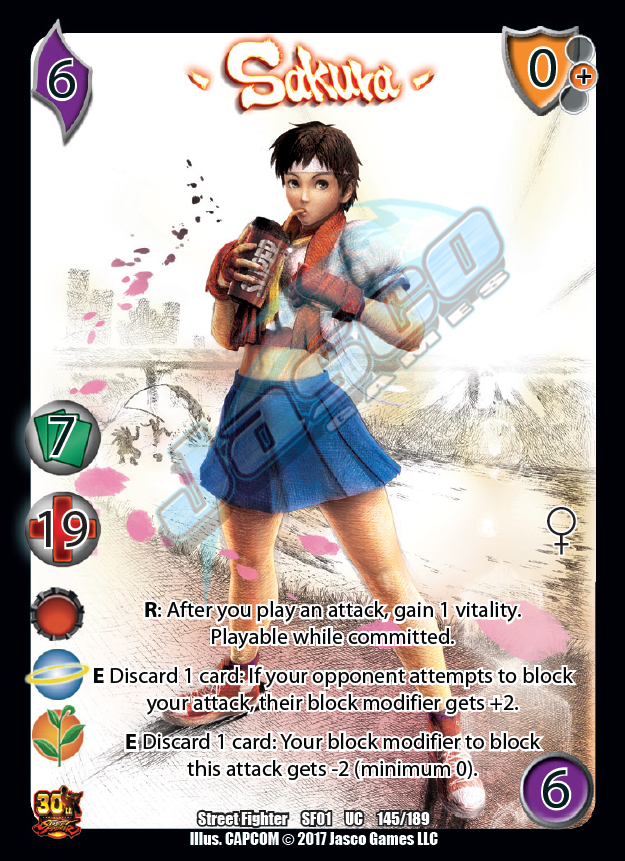 6
Sakura
0
+
JASCO
GAMES
7
19
R: After you play an attack, gain 1 vitality.
Playable while committed.
E Discard 1 card: If your opponent attempts to block
your attack, their block modifier gets +2.
E Discard 1 card: Your block modifier to block
this attack gets -2 (minimum 0).
6
30th
Street Fighter SF01 UC 145/189
Illus. CAPCOM © 2017 Jasco Games LLC